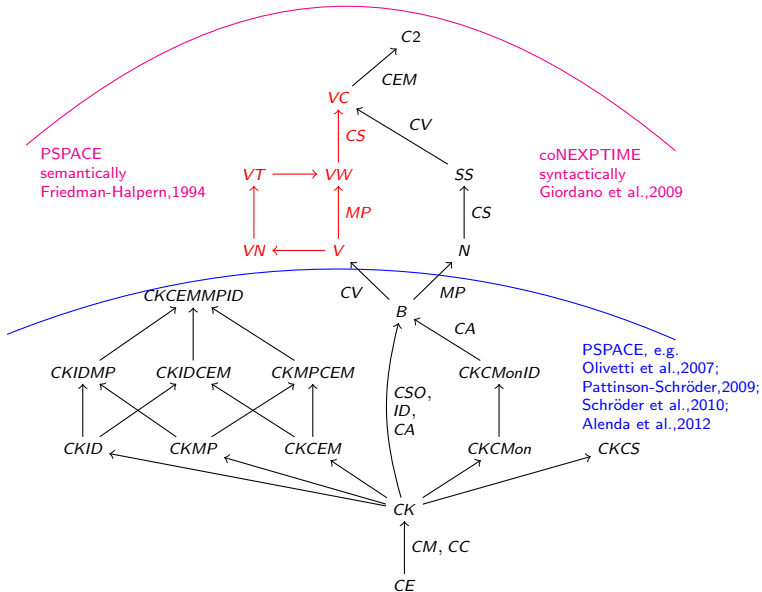 C2
CEM
VC
CS
CV
PSPACE
semantically
Friedman-Halpern,1994
coNEXPTIME
syntactically
Giordano et al.,2009
VT
VW
SS
MP
CS
VN
V
N
CV
MP
CKCEMMPID
B
CA
PSPACE, e.g.
Olivetti et al.,2007;
Pattinson-Schröder,2009;
Schröder et al.,2010;
Alenda et al.,2012
CKIDMP
CKIDCEM
CKMPCEM
CKCMonID
CSO,
ID,
CA
CKID
CKMP
CKCEM
CKCMon
CKCS
CK
CM, CC
CE